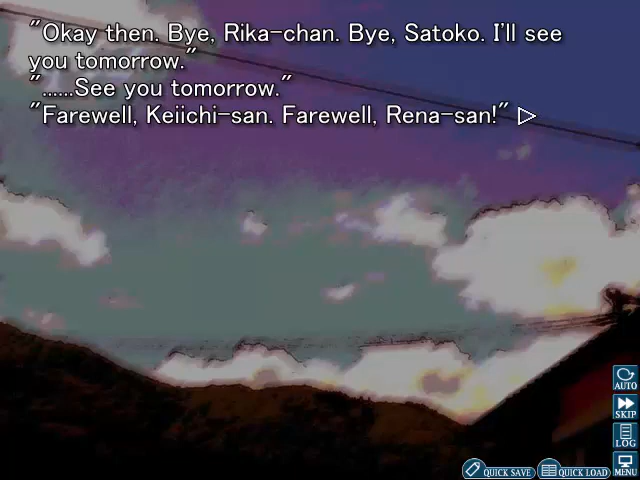 "Okay then. Bye, Rika-chan. Bye, Satoko. I'll see
you tomorrow."
"......See you tomorrow."
"Farewell, Keiichi-san. Farewell, Rena-san!"
AUTO
SKIP
LOG
MENU
QUICK SAVE
QUICK LOAD